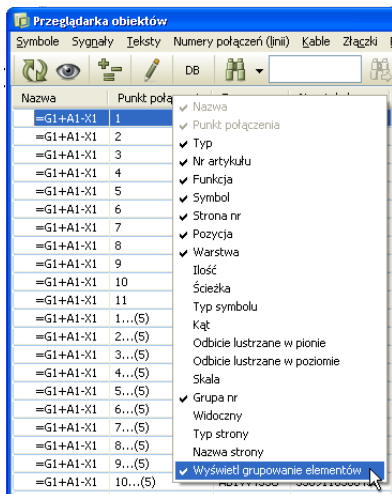 Przeglądarka obiektów
Symbole Sygnały Teksty Numery połączeń (linii) Kable Złączki
DB
Nazwa Punkt połą
=G1+A1-X1 1
=G1+A1-X1 2
=G1+A1-X1 3
=G1+A1-X1 4
=G1+A1-X1 5
=G1+A1-X1 6
=G1+A1-X1 7
=G1+A1-X1 8
=G1+A1-X1 9
=G1+A1-X1 10
=G1+A1-X1 11
=G1+A1-X1 1...(5)
=G1+A1-X1 2...(5)
=G1+A1-X1 3...(5)
=G1+A1-X1 4...(5)
=G1+A1-X1 5...(5)
=G1+A1-X1 6...(5)
=G1+A1-X1 7...(5)
=G1+A1-X1 8...(5)
=G1+A1-X1 9...(5)
=G1+A1-X1 10...(5)
Nazwa
Punkt połączenia
Typ
Nr artykułu
Funkcja
Symbol
Strona nr
Pozycja
Warstwa
Ilość
Ścieżka
Typ symbolu
Kąt
Odbicie lustrzane w pionie
Odbicie lustrzane w poziomie
Skala
Grupa nr
Widoczny
Typ strony
Nazwa strony
Wyświetl grupowanie elementów